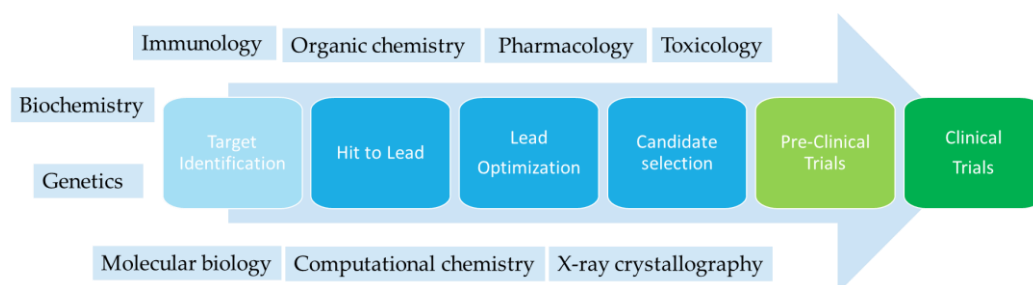 Immunology
Organic chemistry
Pharmacology
Toxicology
Biochemistry
Genetics
Target
Identification
Hit to Lead
Lead
Optimization
Candidate
selection
Pre-Clinical
Trials
Clinical
Trials
Molecular biology
Computational chemistry
X-ray crystallography